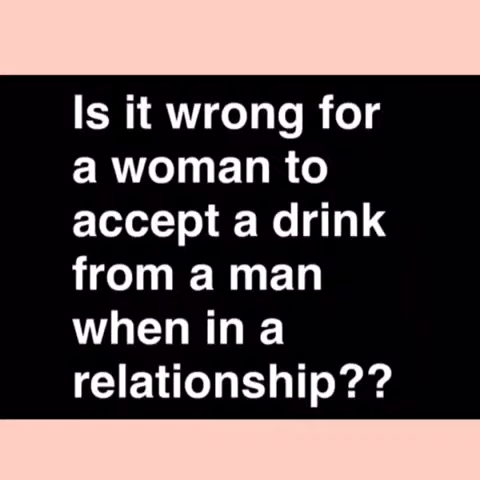 Is it wrong for
a woman to
accept a drink
from a man
when in a
relationship??